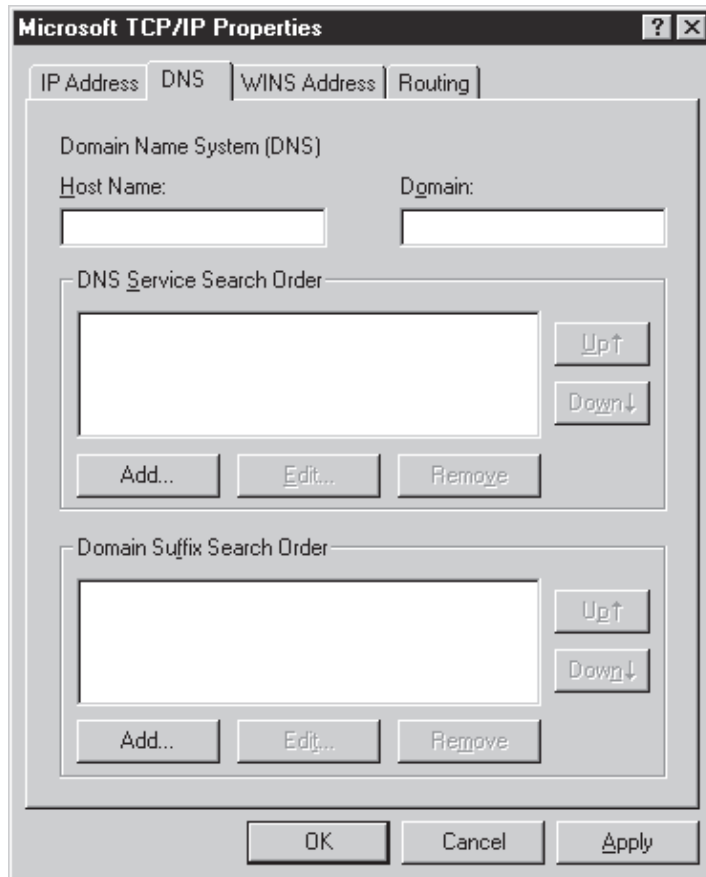 Microsoft TCP/IP Properties ? ×
IP Address DNS WINS Address Routing
Domain Name System (DNS)
Host Name: Domain:
DNS Service Search Order
Up↑
Down↓
Add... Edit... Remove
Domain Suffix Search Order
Up↑
Down↓
Add... Edit... Remove
OK Cancel Apply